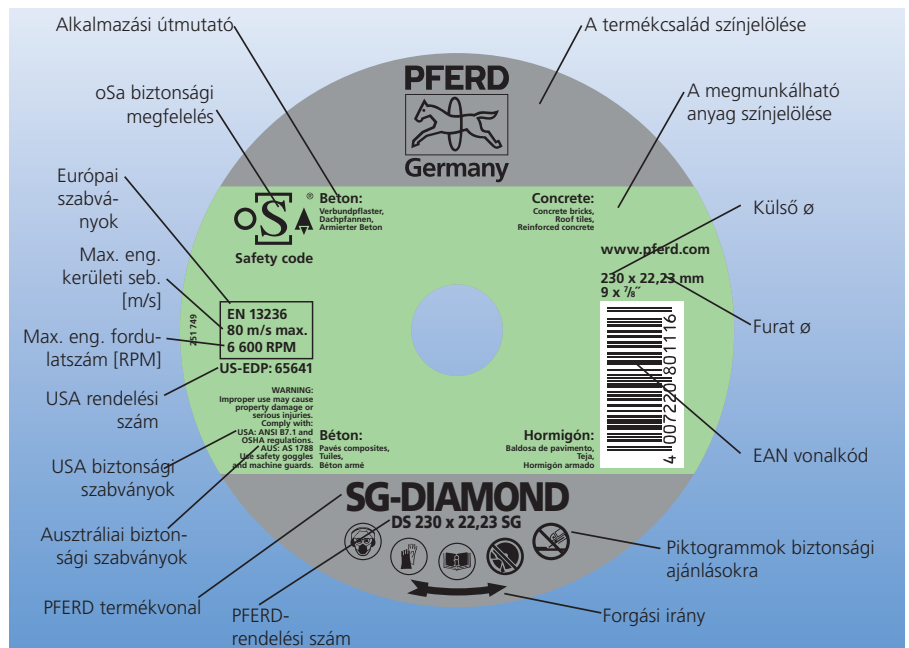 Alkalmazási útmutató
A termékcsalád színjelölése
oSa biztonsági
megfelelés
A megmunkálható
anyag színjelölése
Európai
szabvá-
nyok
Max. eng.
kerületi seb.
[m/s]
Max. eng. fordu-
latszám [RPM]
USA rendelési
szám
USA biztonsági
szabványok
Ausztráliai bizton-
sági szabványok
PFERD termékvonal
PFERD-
rendelési szám
Külső ø
Furat ø
EAN vonalkód
Piktogrammok biztonsági
ajánlásokra
Forgási irány
PFERD
Germany
oSa ®
Safety code
Beton:
Verbundpflaster,
Dachpfannen,
Armierter Beton
Concrete:
Concrete bricks,
Roof tiles,
Reinforced concrete
www.pferd.com
230 x 22,23 mm
9 x ⅞″
251 749
EN 13236
80 m/s max.
6 600 RPM
US-EDP: 65641
WARNING:
Improper use may cause
property damage or
serious injuries.
Comply with:
USA: ANSI B7.1 and
OSHA regulations.
AUS: AS 1788
Use safety goggles
and machine guards.
Béton:
Pavés composites,
Tuiles,
Béton armé
Hormigón:
Baldosa de pavimento,
Teja,
Hormigón armado
4 007220 801116
SG-DIAMOND
DS 230 x 22,23 SG